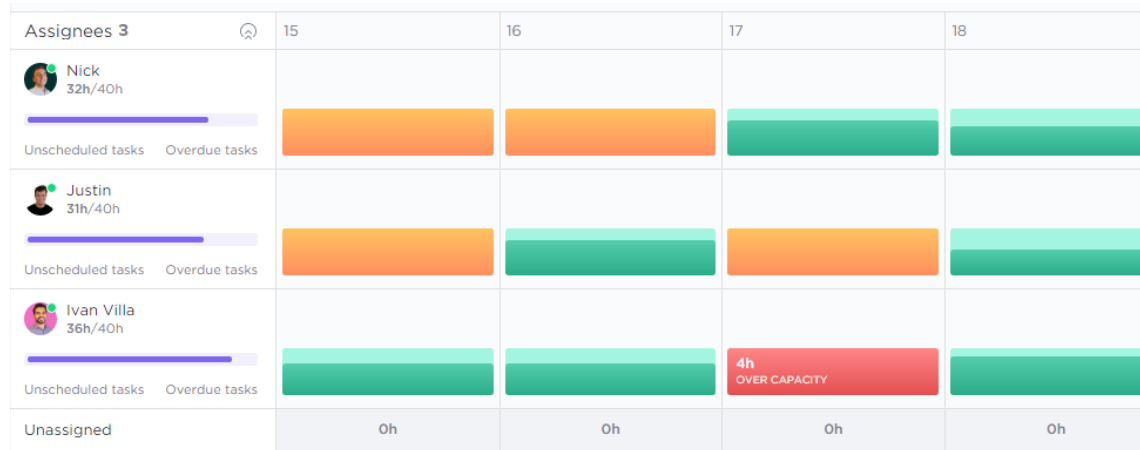 Assignees 3
15
16
17
18
Nick
32h/40h
Unscheduled tasks
Overdue tasks
Justin
31h/40h
Unscheduled tasks
Overdue tasks
Ivan Villa
36h/40h
Unscheduled tasks
Overdue tasks
4h
OVER CAPACITY
Unassigned
0h
0h
0h
0h